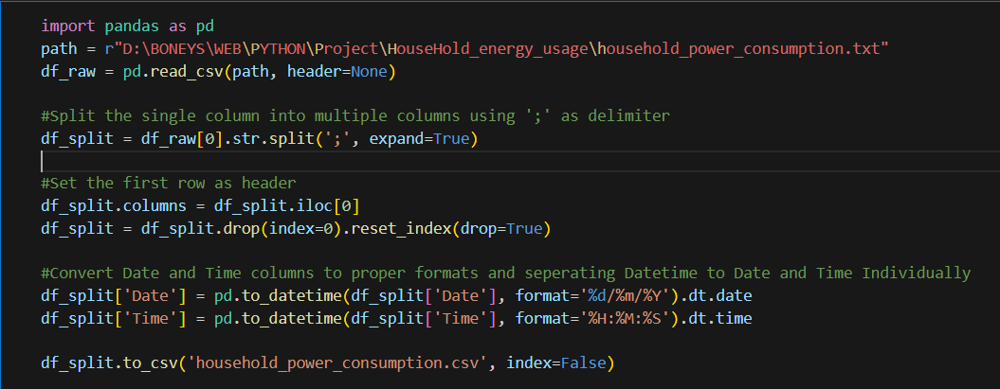 import pandas as pd
path = r"D:\BONEYS\WEB\PYTHON\Project\HouseHold_energy_usage\household_power_consumption.txt"
df_raw = pd.read_csv(path, header=None)
#Split the single column into multiple columns using ';' as delimiter
df_split = df_raw[0].str.split(';', expand=True)
#Set the first row as header
df_split.columns = df_split.iloc[0]
df_split = df_split.drop(index=0).reset_index(drop=True)
#Convert Date and Time columns to proper formats and seperating Datetime to Date and Time Individually
df_split['Date'] = pd.to_datetime(df_split['Date'], format='%d/%m/%Y').dt.date
df_split['Time'] = pd.to_datetime(df_split['Time'], format='%H:%M:%S').dt.time
df_split.to_csv('household_power_consumption.csv', index=False)